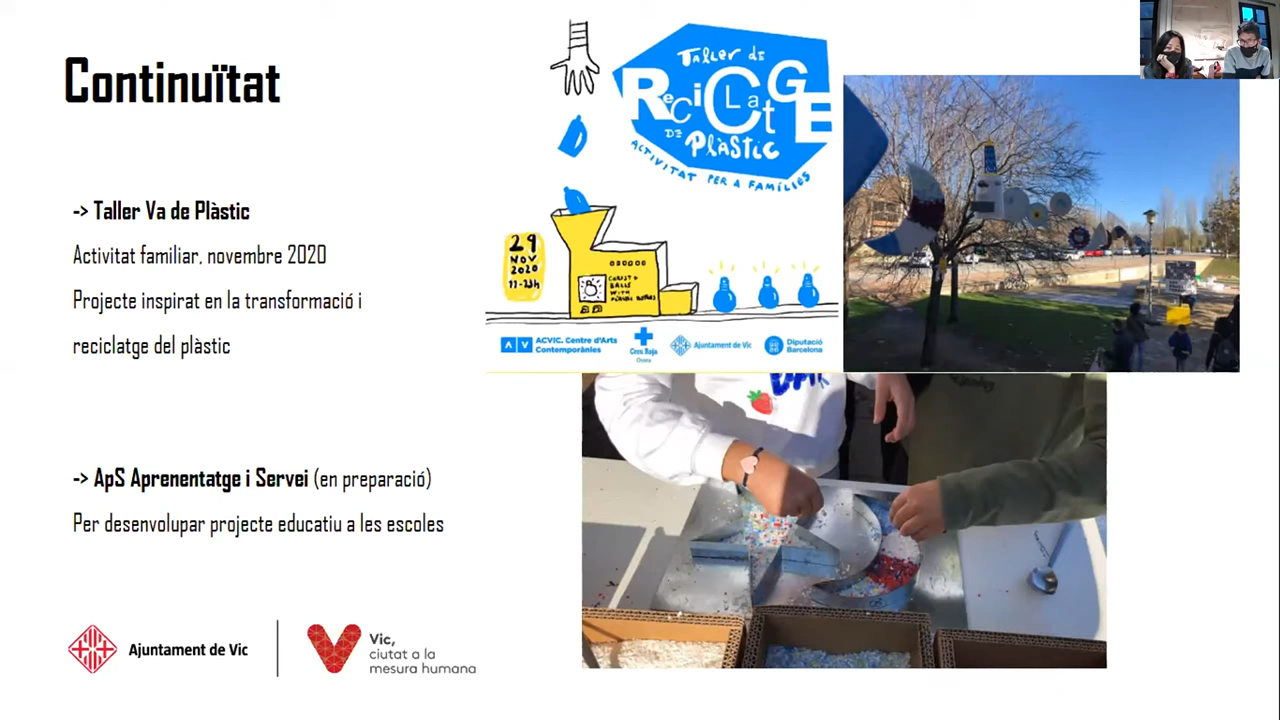 Continuïtat
-> Taller Va de Plàstic
Activitat familiar, novembre 2020
Projecte inspirat en la transformació i
reciclatge del plàstic
-> ApS Aprenentatge i Servei (en preparació)
Per desenvolupar projecte educatiu a les escoles
Ajuntament de Vic
Vic,
ciutat a la
mesura humana
Taller de
ReciClatGE
DE
PlàStic
ACTIVITAT PER A FAMÍLIES
29
NOV
2020
11-13h
ACVIC. Centre d'Arts
Contemporànies
Creu Roja
Osona
Ajuntament de Vic
Diputació
Barcelona